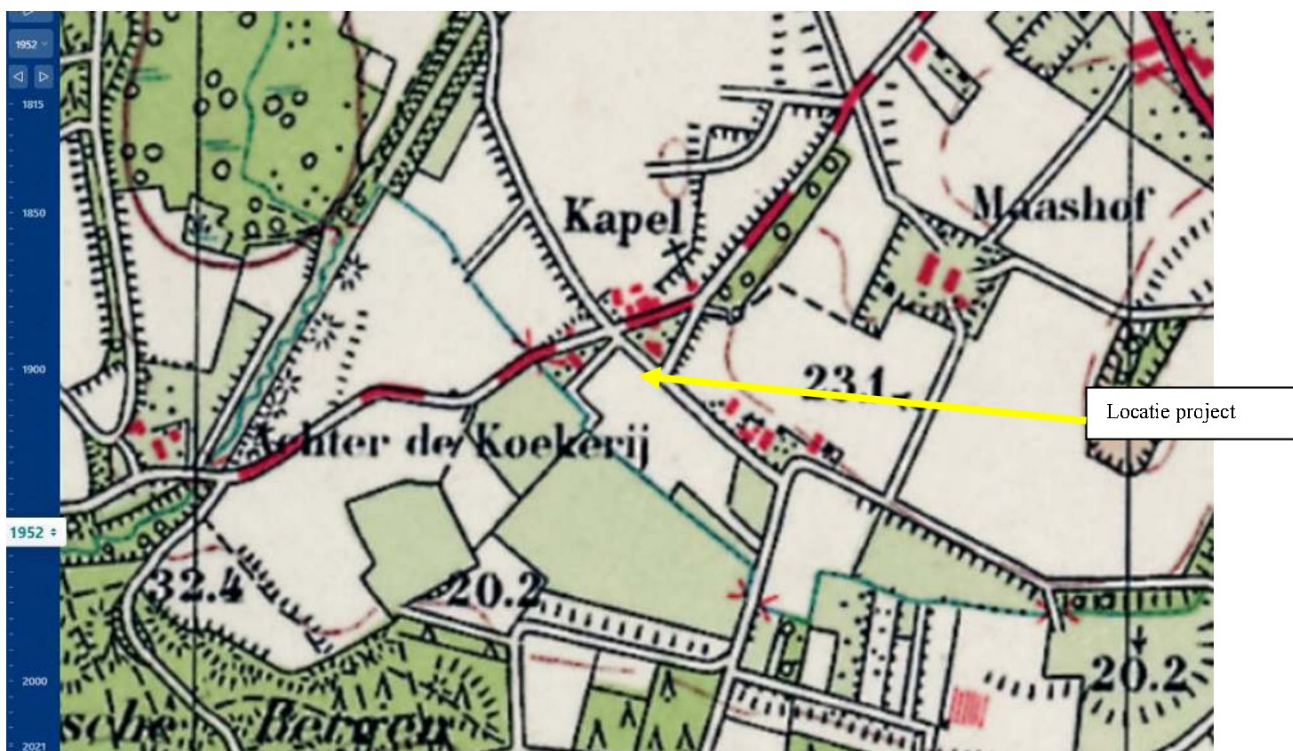 1952
1815
1850
1900
1952
2000
2021
Kapel
Maashof
23.1
Locatie project
Achter de Koekerij
32.4
20.2
20.2
sche Bergen